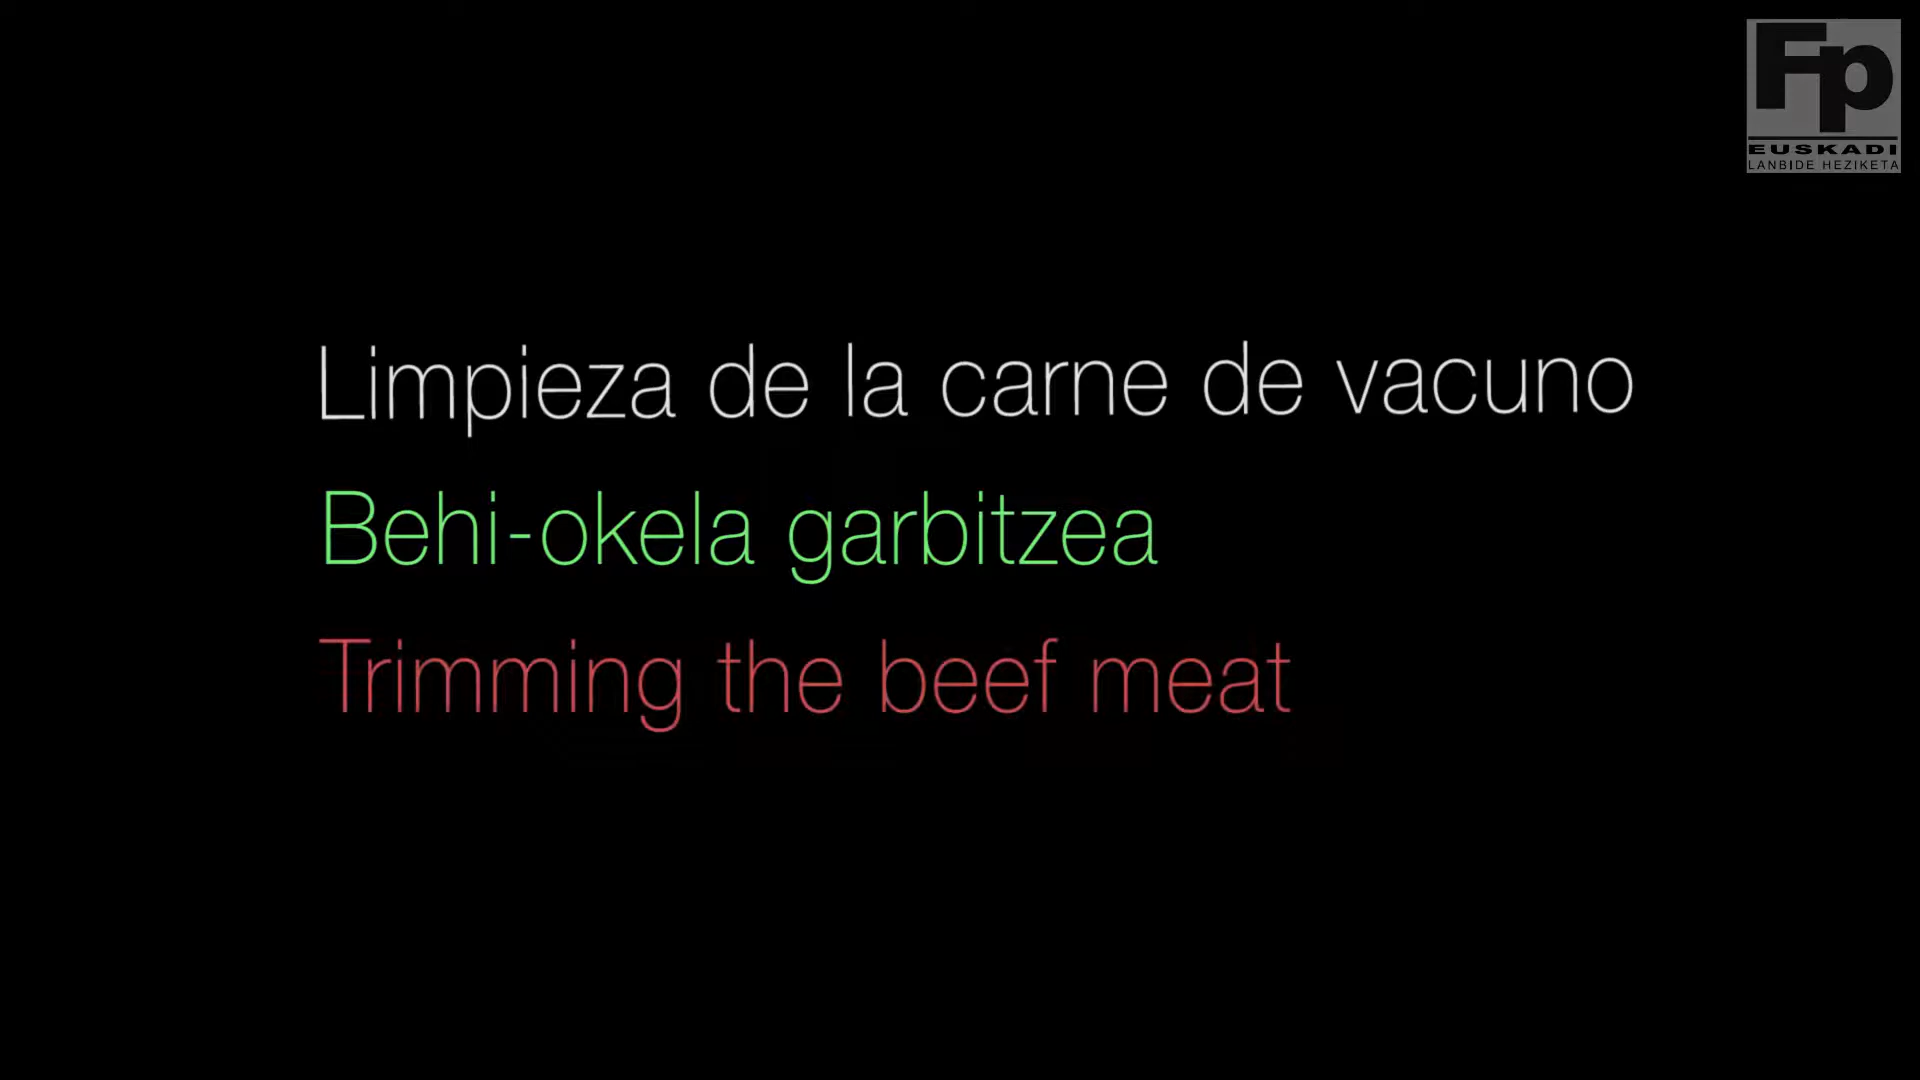 Fp
EUSKADI
LANBIDE HEZIKETA
Limpieza de la carne de vacuno
Behi-okela garbitzea
Trimming the beef meat